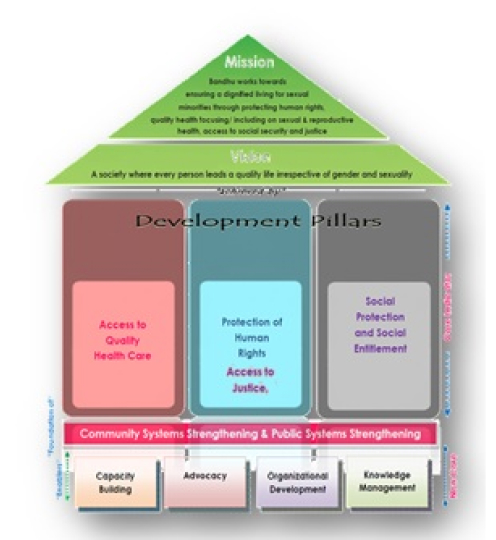 Mission
Bandhu works towards
ensuring a dignified living for sexual
minorities through protecting human rights,
quality health focusing/ including on sexual & reproductive
health, access to social security and justice
Vision
A society where every person leads a quality life irrespective of gender and sexuality
Development Pillars
Access to
Quality
Health Care
Protection of
Human
Rights
Access to
Justice,
Social
Protection
and Social
Entitlement
Community Systems Strengthening & Public Systems Strengthening
"Foundation of
Enablers"
Capacity
Building
Advocacy
Organizational
Development
Knowledge
Management